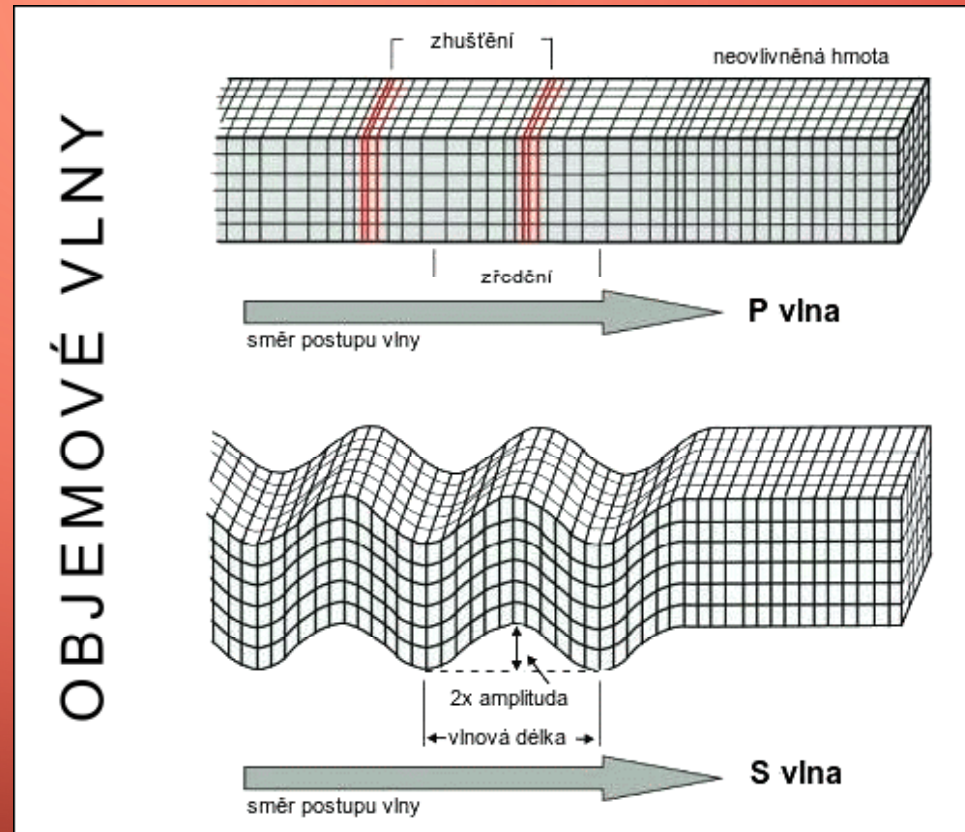 OBJEMOVÉ VLNY
zhušťění
neovlivněná hmota
zředění
směr postupu vlny
P vlna
2x amplituda
vlnová délka
směr postupu vlny
S vlna